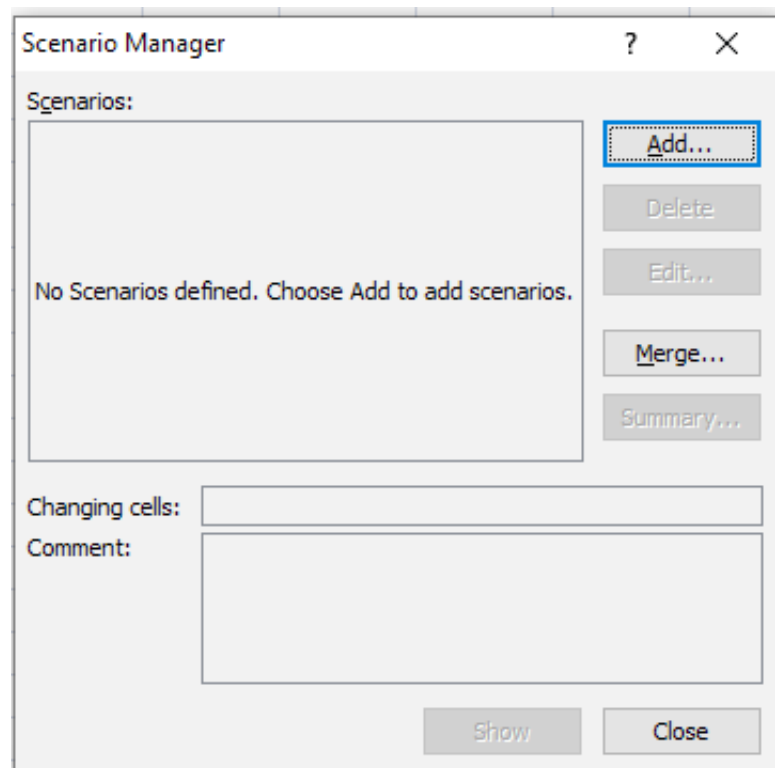 Scenario Manager ? ×
Scenarios:
Add...
Delete
No Scenarios defined. Choose Add to add scenarios.
Edit...
Merge...
Summary...
Changing cells:
Comment:
Show
Close